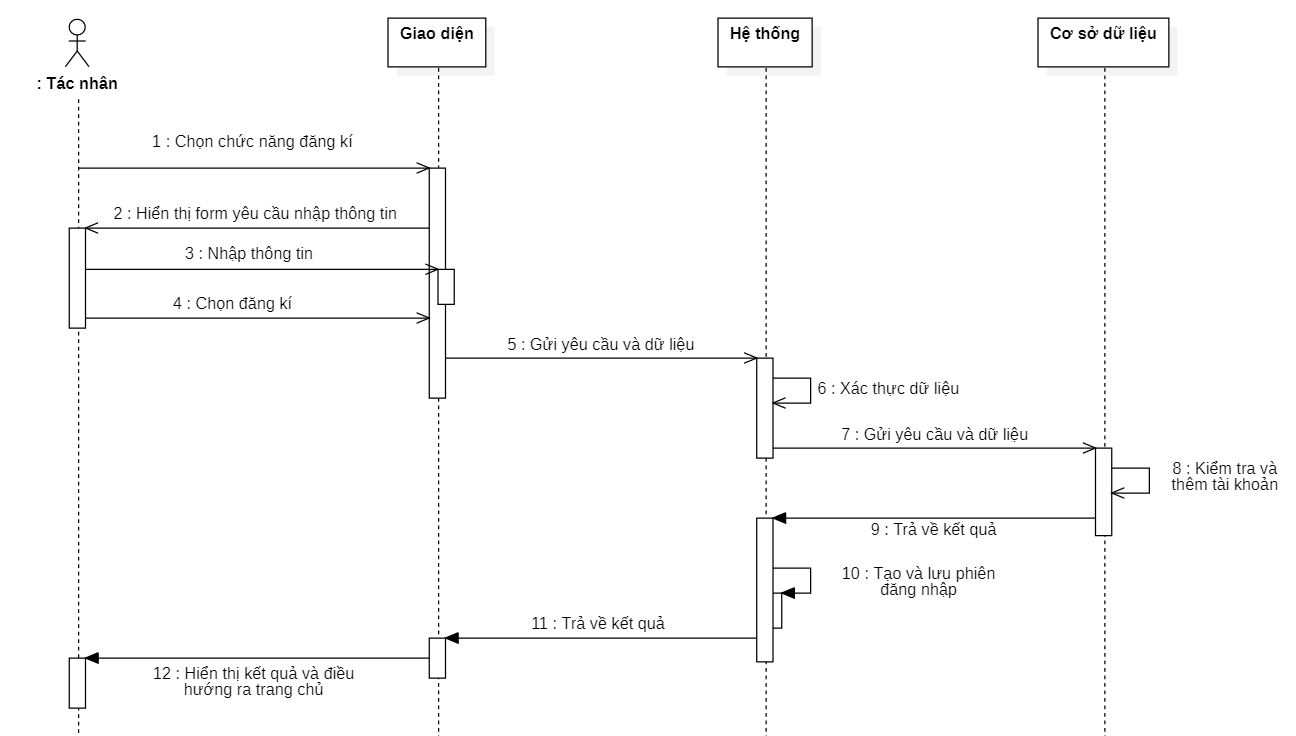 Giao diện
Hệ thống
Cơ sở dữ liệu
: Tác nhân
1 : Chọn chức năng đăng kí
2 : Hiển thị form yêu cầu nhập thông tin
3 : Nhập thông tin
4 : Chọn đăng kí
5 : Gửi yêu cầu và dữ liệu
6 : Xác thực dữ liệu
7 : Gửi yêu cầu và dữ liệu
8 : Kiểm tra và
thêm tài khoản
9 : Trả về kết quả
10 : Tạo và lưu phiên
đăng nhập
11 : Trả về kết quả
12 : Hiển thị kết quả và điều
hướng ra trang chủ